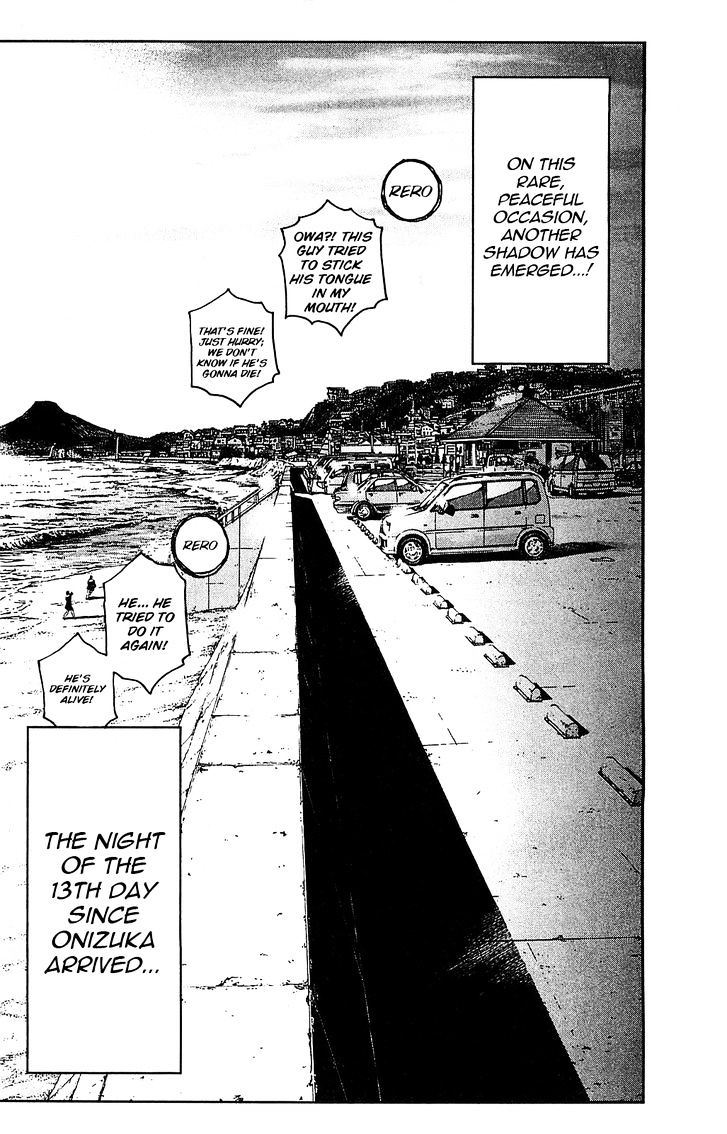 ON THIS
RARE,
PEACEFUL
OCCASION,
ANOTHER
SHADOW HAS
EMERGED...!
RERO
OWA?! THIS
GUY TRIED
TO STICK
HIS TONGUE
IN MY
MOUTH!
THAT'S FINE!
JUST HURRY;
WE DON'T
KNOW IF HE'S
GONNA DIE!
RERO
HE... HE
TRIED TO
DO IT
AGAIN!
HE'S
DEFINITELY
ALIVE!
THE NIGHT
OF THE
13TH DAY
SINCE
ONIZUKA
ARRIVED...